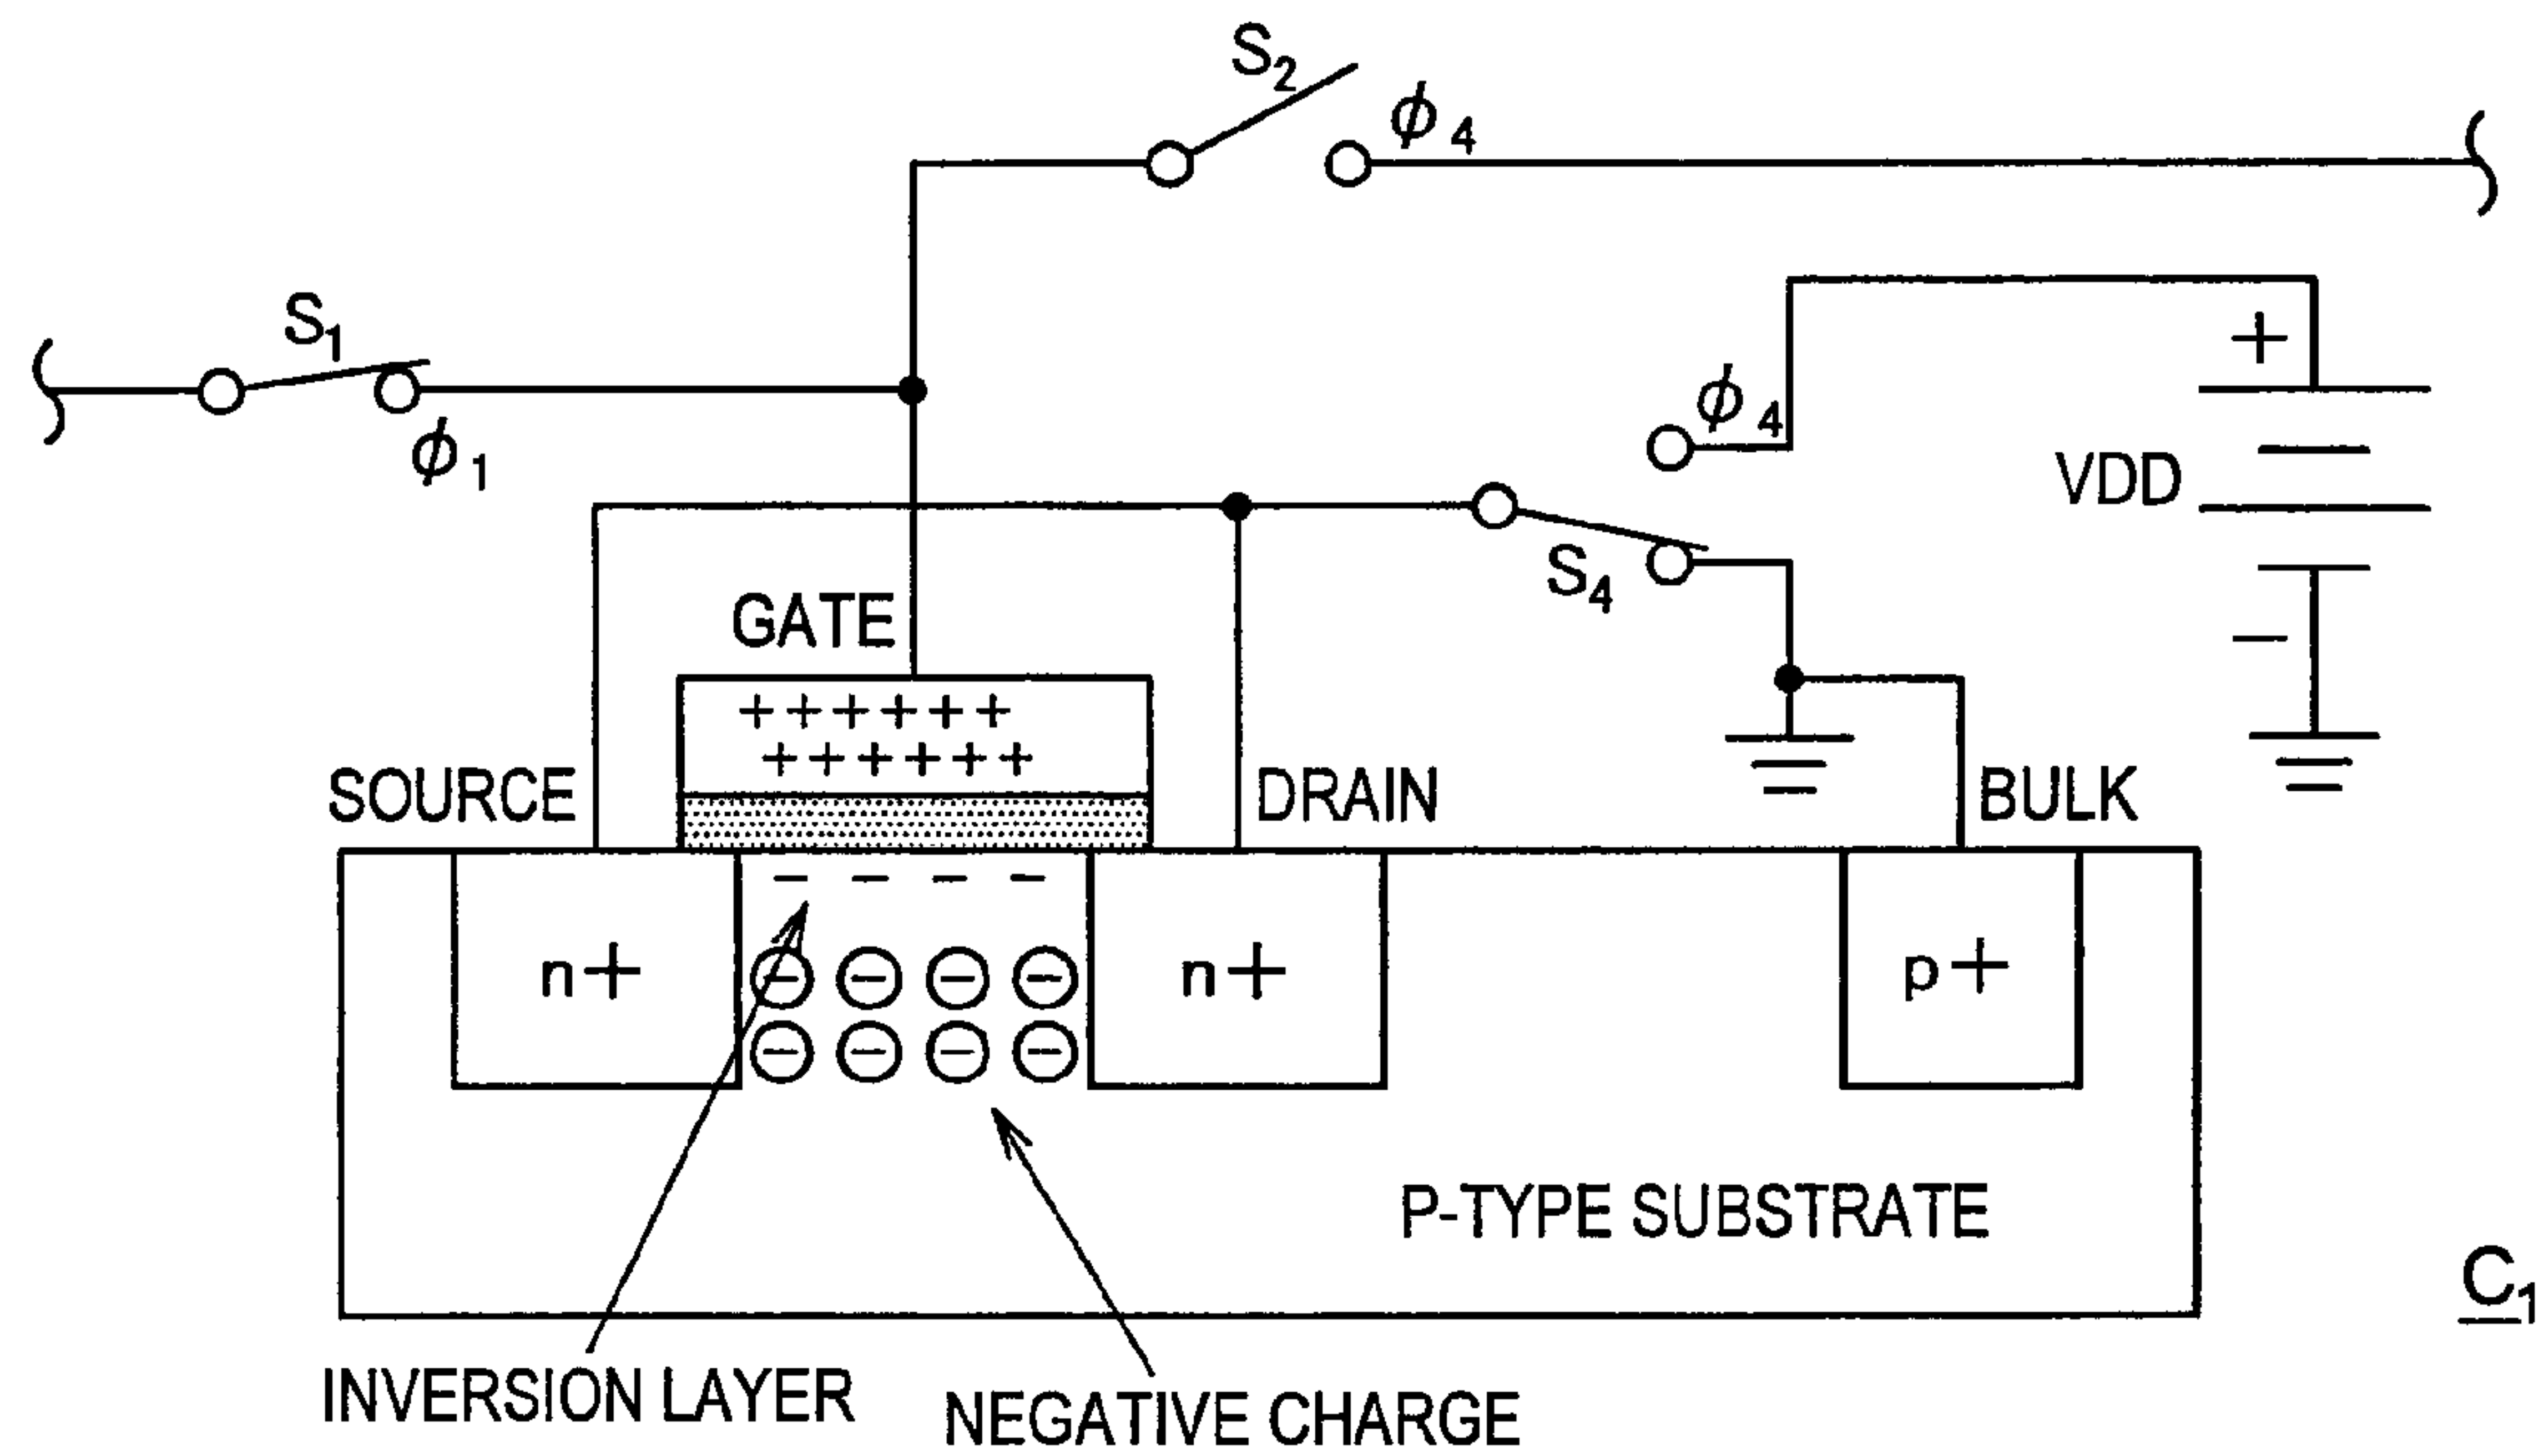 S2
ϕ4
S1
ϕ1
+
ϕ4
VDD
S4
−
GATE
++++++
++++++
SOURCE
DRAIN
BULK
− − − −
n+
n+
p+
⊖ ⊖ ⊖ ⊖
⊖ ⊖ ⊖ ⊖
P-TYPE SUBSTRATE
C1
INVERSION LAYER
NEGATIVE CHARGE